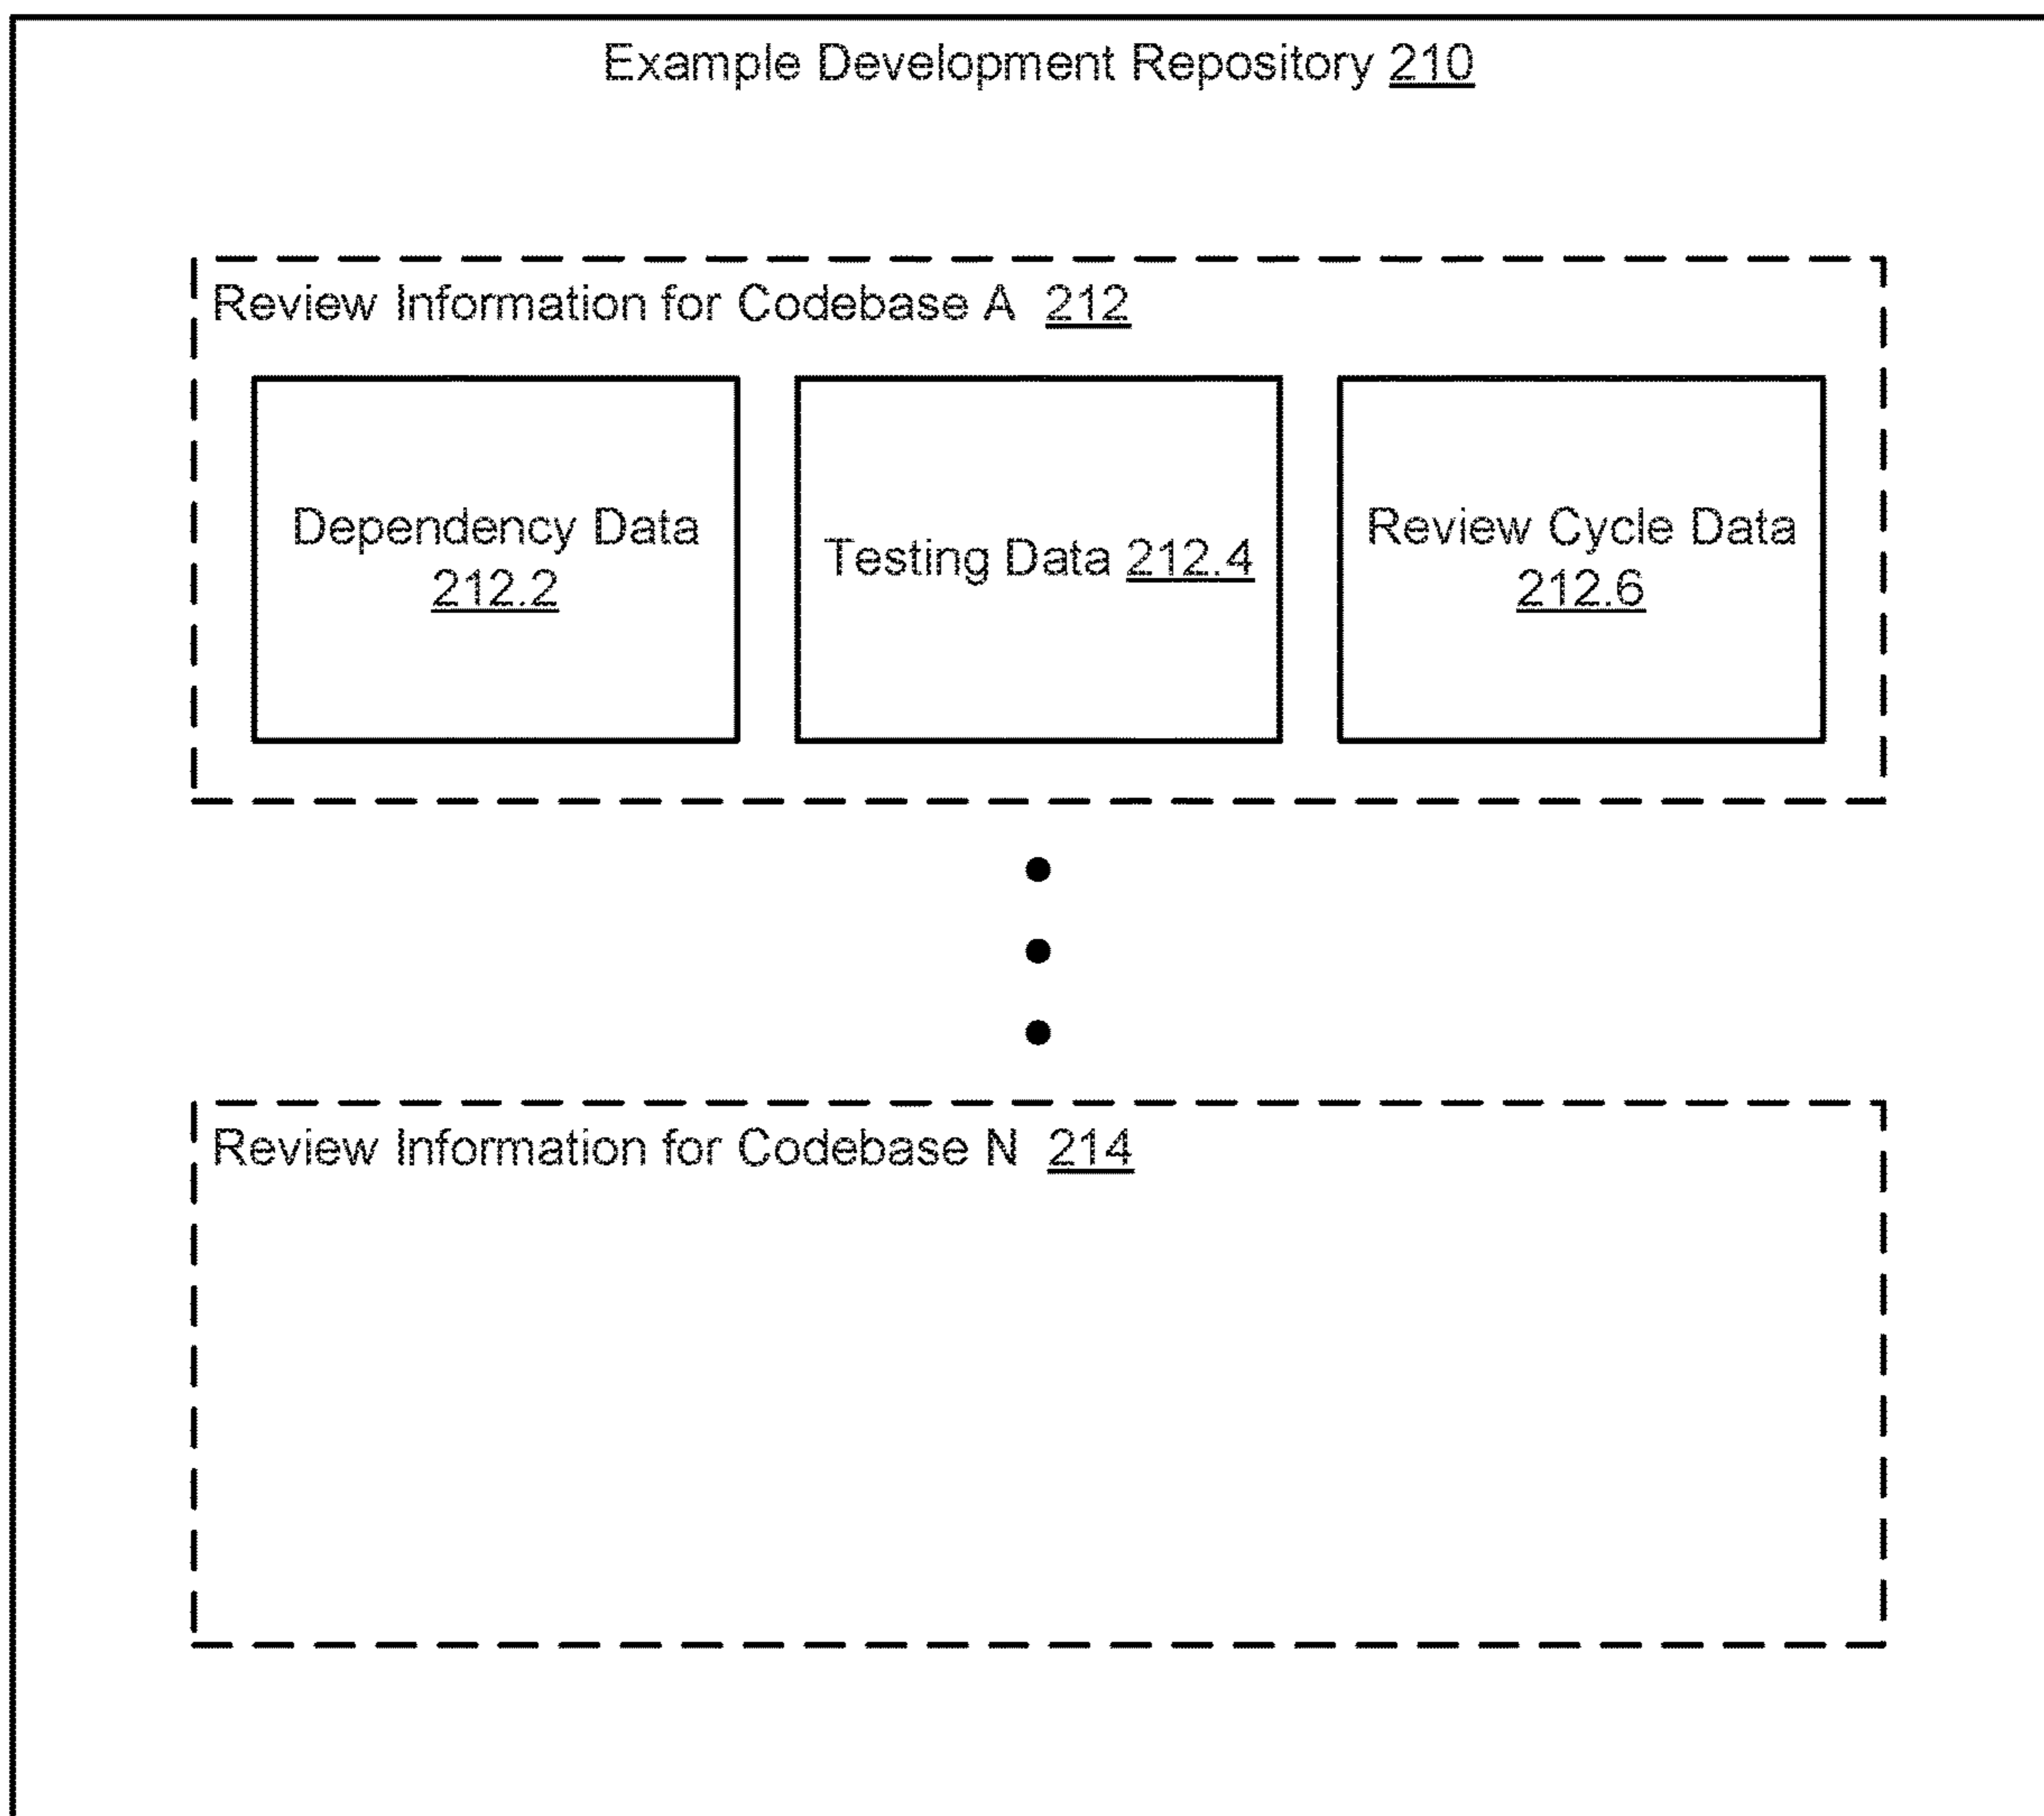 Example Development Repository 210
Review Information for Codebase A 212
Dependency Data
212.2
Testing Data 212.4
Review Cycle Data
212.6
Review Information for Codebase N 214